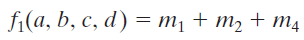 f₁(a, b, c, d) = m₁ + m₂ + m₄